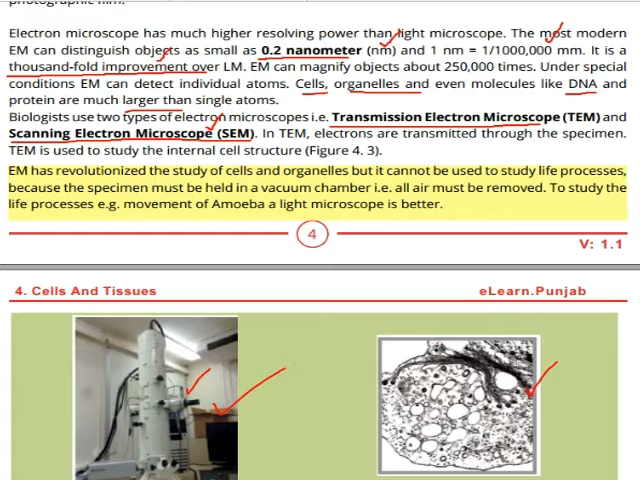 Electron microscope has much higher resolving power than light microscope. The most modern
EM can distinguish objects as small as 0.2 nanometer (nm) and 1 nm = 1/1000,000 mm. It is a
thousand-fold improvement over LM. EM can magnify objects about 250,000 times. Under special
conditions EM can detect individual atoms. Cells, organelles and even molecules like DNA and
protein are much larger than single atoms.
Biologists use two types of electron microscopes i.e. Transmission Electron Microscope (TEM) and
Scanning Electron Microscope (SEM). In TEM, electrons are transmitted through the specimen.
TEM is used to study the internal cell structure (Figure 4. 3).
EM has revolutionized the study of cells and organelles but it cannot be used to study life processes,
because the specimen must be held in a vacuum chamber i.e. all air must be removed. To study the
life processes e.g. movement of Amoeba a light microscope is better.
4
V: 1.1
4. Cells And Tissues
eLearn.Punjab